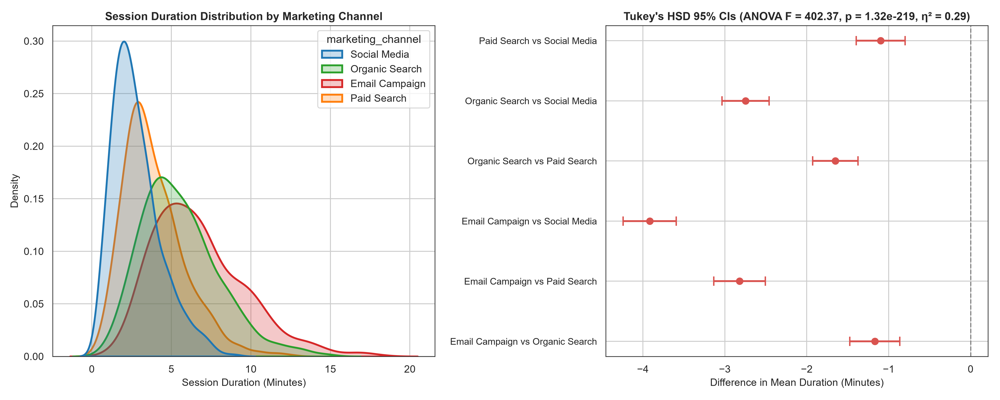 Session Duration Distribution by Marketing Channel
Density
0.30
0.25
0.20
0.15
0.10
0.05
0.00
marketing_channel
Social Media
Organic Search
Email Campaign
Paid Search
0 5 10 15 20
Session Duration (Minutes)
Tukey's HSD 95% CIs (ANOVA F = 402.37, p = 1.32e-219, η² = 0.29)
Paid Search vs Social Media
Organic Search vs Social Media
Organic Search vs Paid Search
Email Campaign vs Social Media
Email Campaign vs Paid Search
Email Campaign vs Organic Search
−4 −3 −2 −1 0
Difference in Mean Duration (Minutes)